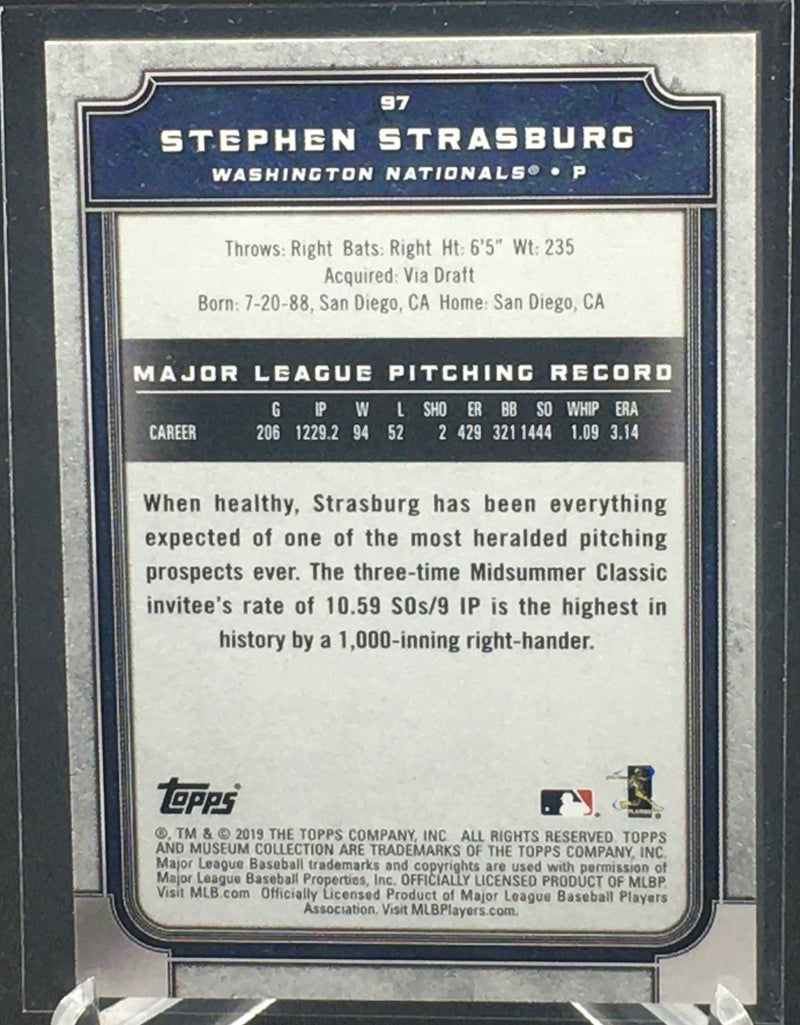 97
STEPHEN STRASBURG
WASHINGTON NATIONALS® • P
Throws: Right Bats: Right Ht: 6'5" Wt: 235
Acquired: Via Draft
Born: 7-20-88, San Diego, CA Home: San Diego, CA
MAJOR LEAGUE PITCHING RECORD
G IP W L SHO ER BB SO WHIP ERA
CAREER 206 1229.2 94 52 2 429 321 1444 1.09 3.14
When healthy, Strasburg has been everything
expected of one of the most heralded pitching
prospects ever. The three-time Midsummer Classic
invitee's rate of 10.59 SOs/9 IP is the highest in
history by a 1,000-inning right-hander.
Topps®
®, TM & © 2019 THE TOPPS COMPANY, INC ALL RIGHTS RESERVED. TOPPS
AND MUSEUM COLLECTION ARE TRADEMARKS OF THE TOPPS COMPANY, INC.
Major League Baseball trademarks and copyrights are used with permission of
Major League Baseball Properties, Inc. OFFICIALLY LICENSED PRODUCT OF MLBP.
Visit MLB.com Officially Licensed Product of Major League Baseball Players
Association. Visit MLBPlayers.com.